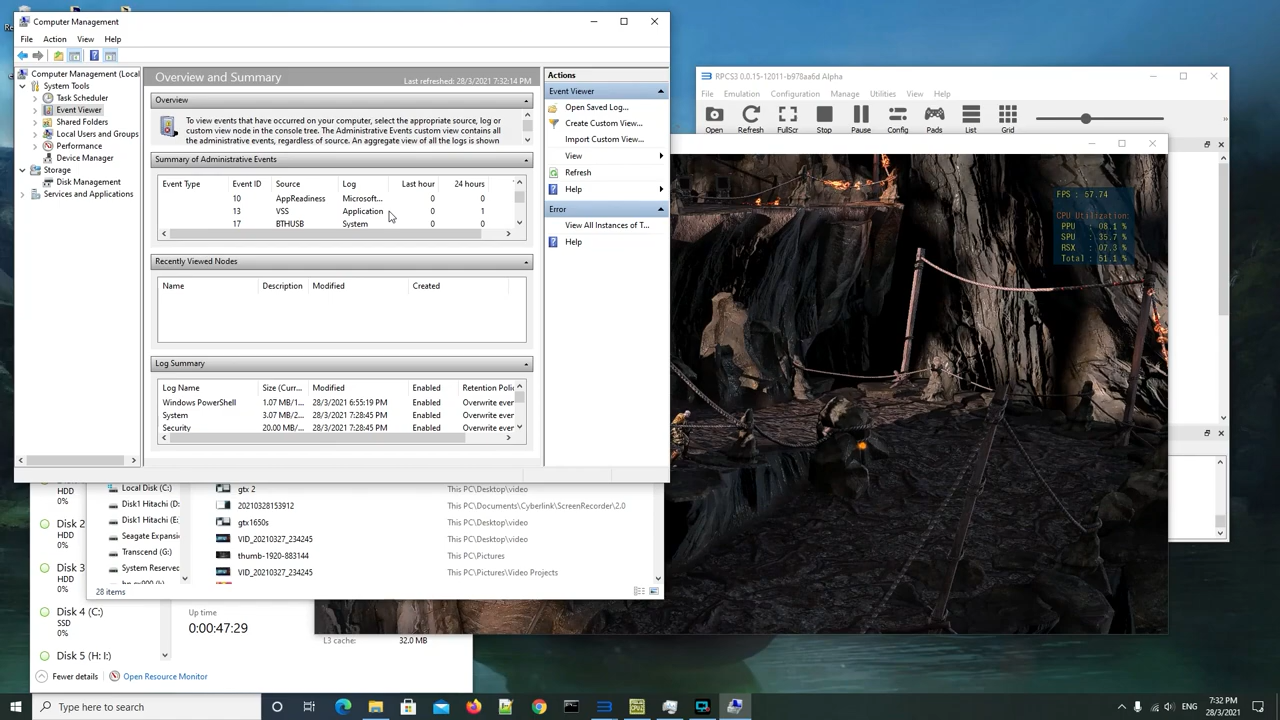 Computer Management
File Action View Help
Computer Management (Local
System Tools
Task Scheduler
Event Viewer
Shared Folders
Local Users and Groups
Performance
Device Manager
Storage
Disk Management
Services and Applications
Overview and Summary
Last refreshed: 28/3/2021 7:32:14 PM
Overview
To view events that have occurred on your computer, select the appropriate source, log or
custom view node in the console tree. The Administrative Events custom view contains all
the administrative events, regardless of source. An aggregate view of all the logs is shown
Summary of Administrative Events
Event Type Event ID Source Log Last hour 24 hours
10 AppReadiness Microsoft... 0 0
13 VSS Application 0 1
17 BTHUSB System 0 0
Recently Viewed Nodes
Name Description Modified Created
Log Summary
Log Name Size (Curr... Modified Enabled Retention Polic
Windows PowerShell 1.07 MB/1... 28/3/2021 6:55:19 PM Enabled Overwrite ever
System 3.07 MB/2... 28/3/2021 7:28:45 PM Enabled Overwrite ever
Security 20.00 MB/... 28/3/2021 7:28:45 PM Enabled Overwrite ever
Actions
Event Viewer
Open Saved Log...
Create Custom View...
Import Custom View...
View
Refresh
Help
Error
View All Instances of T...
Help
RPCS3 0.0.15-12011-b978aa6d Alpha
File Emulation Configuration Manage Utilities View Help
Open Refresh FullScr Stop Pause Config Pads List Grid
FPS : 57.74
CPU Utilization:
PPU : 08.1 %
SPU : 35.7 %
RSX : 07.3 %
Total : 51.1 %
HDD
0%
Disk 2
HDD
0%
Disk 3
HDD
0%
Disk 4 (C:)
SSD
0%
Disk 5 (H: I:)
Fewer details
Open Resource Monitor
Local Disk (C:)
Disk1 Hitachi (D:
Disk1 Hitachi (E:
Seagate Expansi
Transcend (G:)
System Reserved
gtx 2 This PC\Desktop\video
20210328153912 This PC\Documents\Cyberlink\ScreenRecorder\2.0
gtx1650s This PC\Desktop\video
VID_20210327_234245 This PC\Desktop\video
thumb-1920-883144 This PC\Pictures
VID_20210327_234245 This PC\Pictures\Video Projects
28 items
Up time
0:00:47:29
L3 cache: 32.0 MB
Type here to search
ENG
7:32 PM
28/3/2021